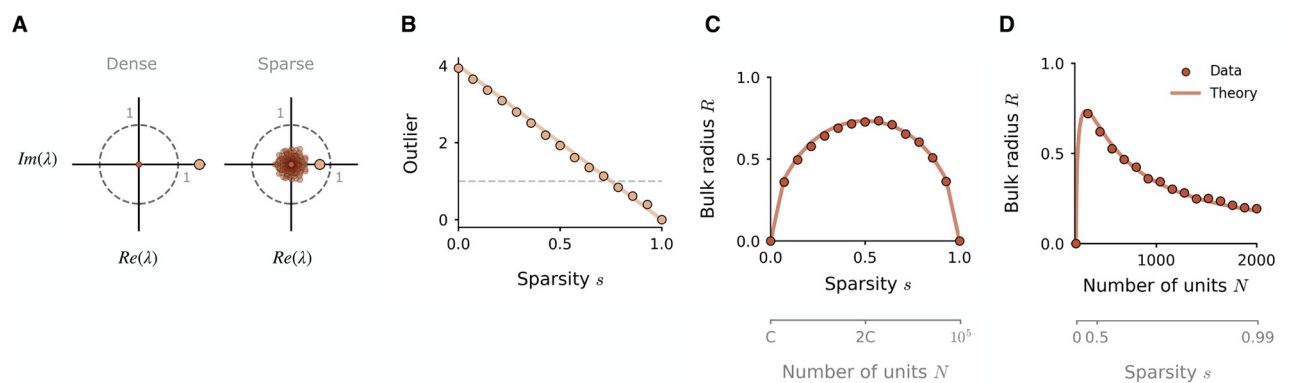 A
Dense
Sparse
1
1
Im(λ)
1
1
Re(λ)
Re(λ)
B
4
2
0
Outlier
0.0
0.5
1.0
Sparsity s
C
1.0
0.5
0.0
Bulk radius R
0.0
0.5
1.0
Sparsity s
C
2C
10⁵
Number of units N
D
1.0
0.5
0.0
Bulk radius R
Data
Theory
1000
2000
Number of units N
0
0.5
0.99
Sparsity s